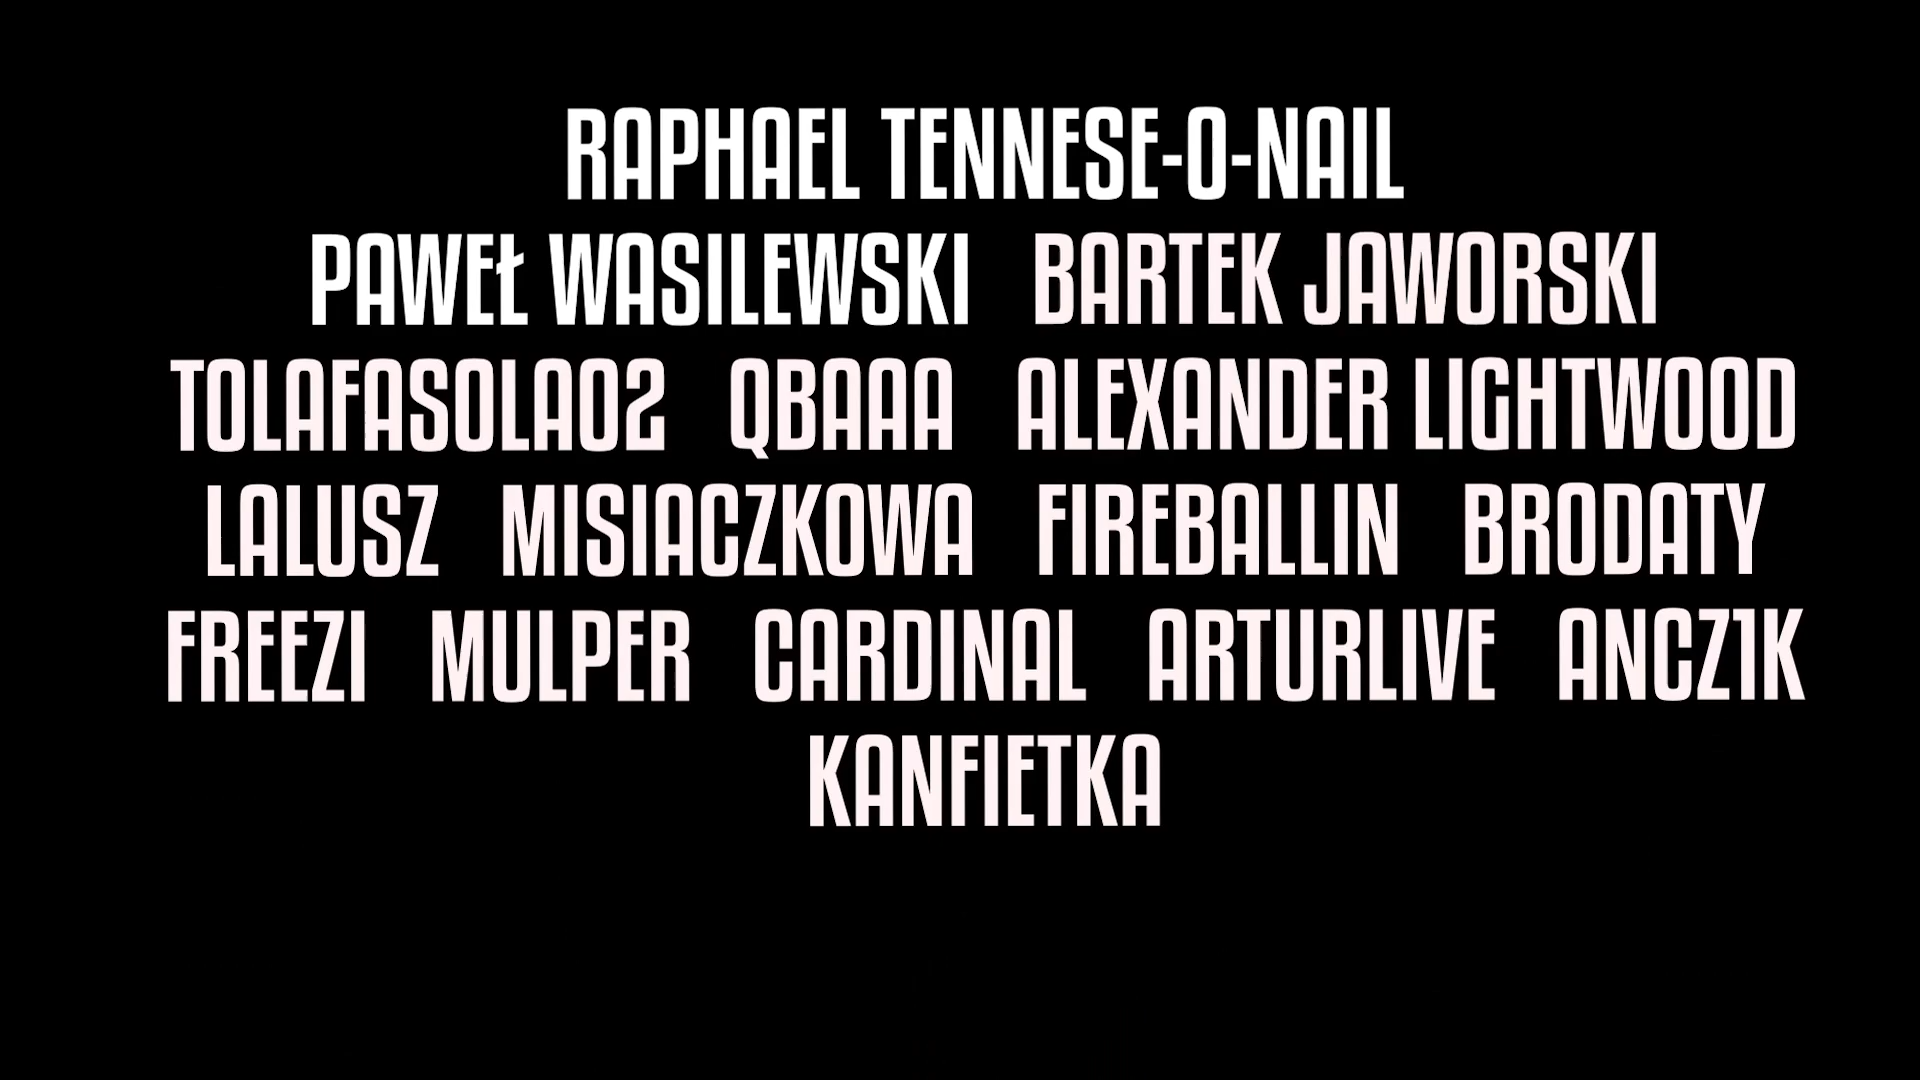 RAPHAEL TENNESE-O-NAIL
PAWEŁ WASILEWSKI BARTEK JAWORSKI
TOLAFASOLA02 QBAAA ALEXANDER LIGHTWOOD
LALUSZ MISIACZKOWA FIREBALLIN BRODATY
FREEZI MULPER CARDINAL ARTURLIVE ANCZ1K
KANFIETKA